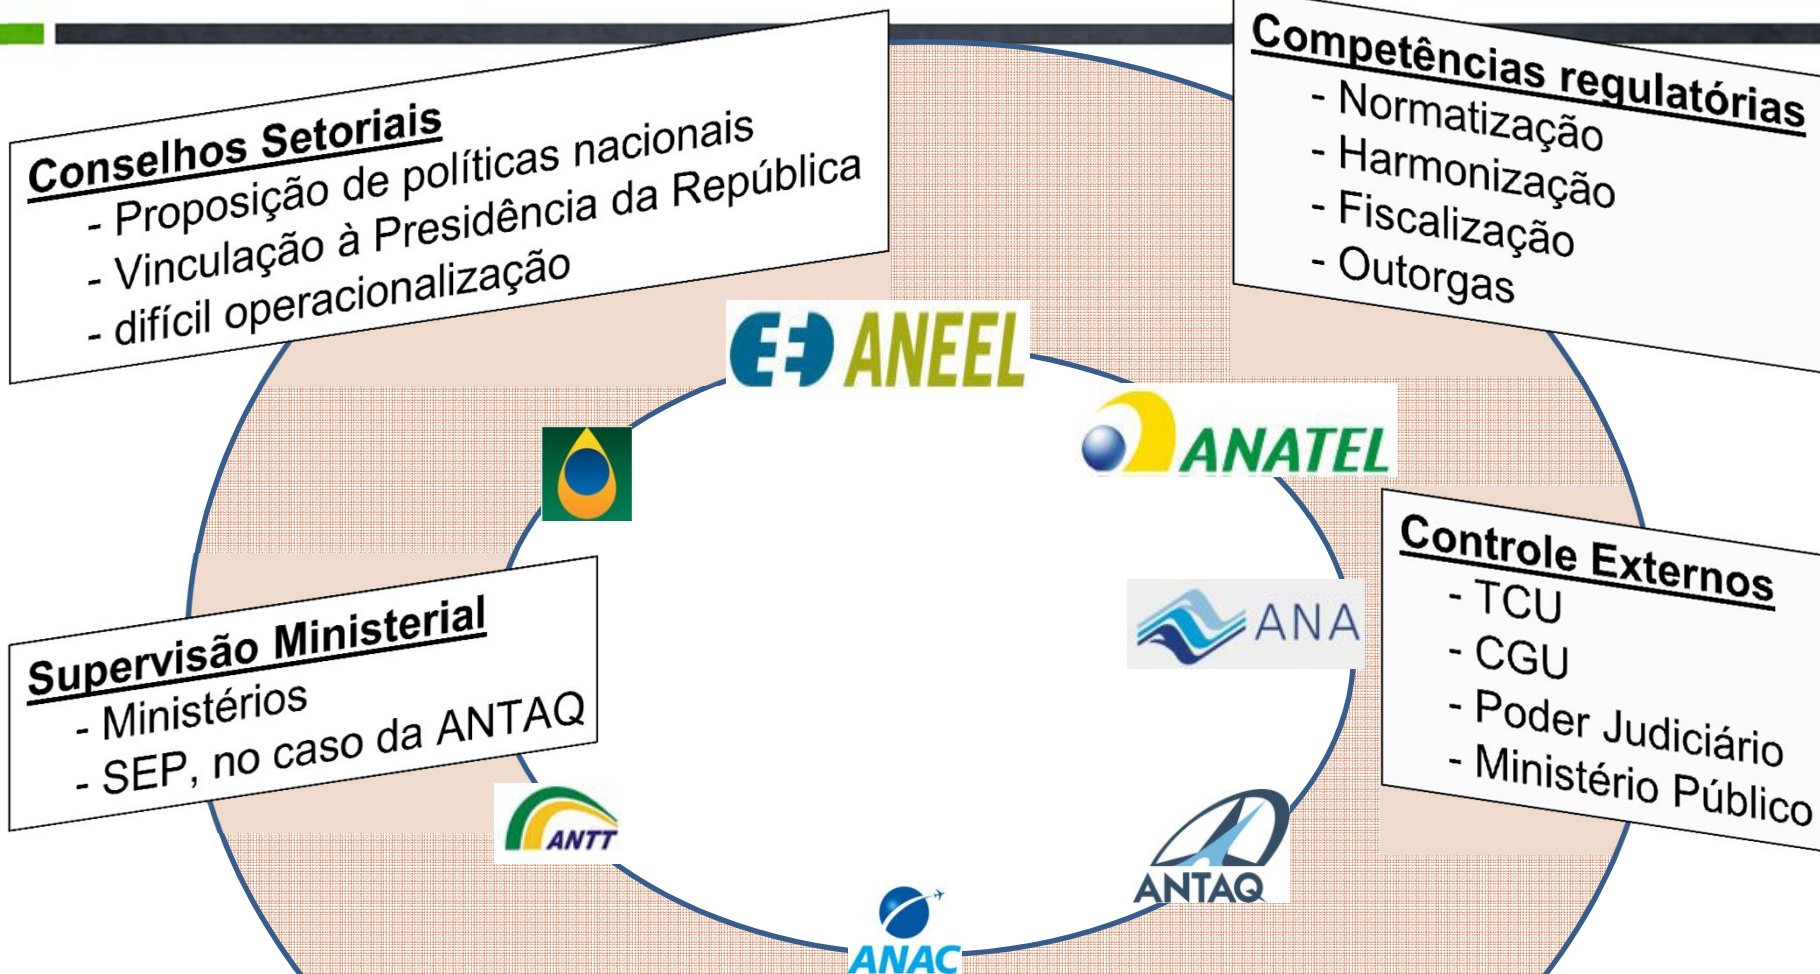 Conselhos Setoriais
- Proposição de políticas nacionais
- Vinculação à Presidência da República
- difícil operacionalização
Competências regulatórias
- Normatização
- Harmonização
- Fiscalização
- Outorgas
ANEEL
ANATEL
Controle Externos
- TCU
- CGU
- Poder Judiciário
- Ministério Público
ANA
Supervisão Ministerial
- Ministérios
- SEP, no caso da ANTAQ
ANTT
ANTAQ
ANAC